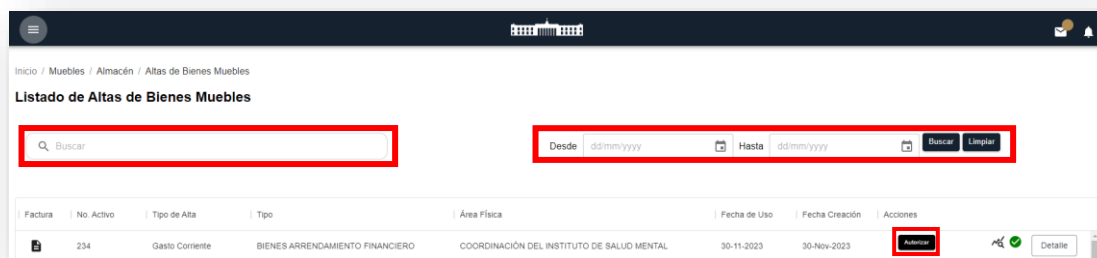 Inicio / Muebles / Almacén / Altas de Bienes Muebles
Listado de Altas de Bienes Muebles
Buscar Desde dd/mm/yyyy Hasta dd/mm/yyyy Buscar Limpiar
Factura No. Activo Tipo de Alta Tipo Área Física Fecha de Uso Fecha Creación Acciones
234 Gasto Corriente BIENES ARRENDAMIENTO FINANCIERO COORDINACIÓN DEL INSTITUTO DE SALUD MENTAL 30-11-2023 30-Nov-2023 Autorizar Detalle